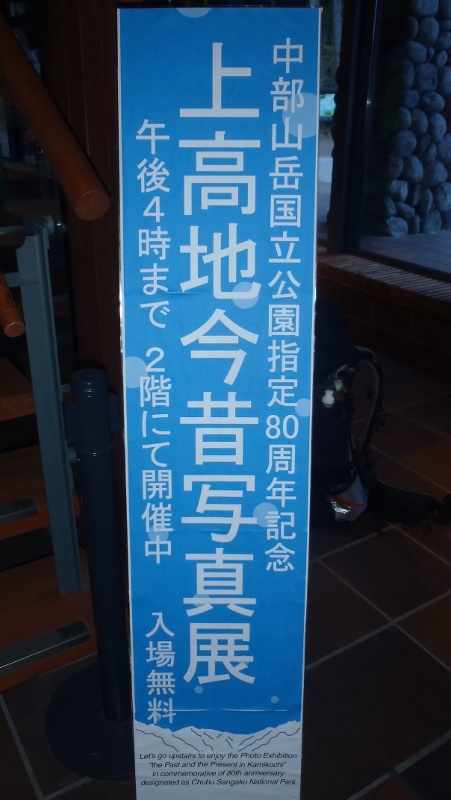 中部山岳国立公園指定80周年記念
上高地今昔写真展
午後4時まで 2階にて開催中 入場無料
Let's go upstairs to enjoy the Photo Exhibition
"the Past and the Present in Kamikochi"
in commemorative of 80th anniversary
designated as Chubu Sangaku National Park